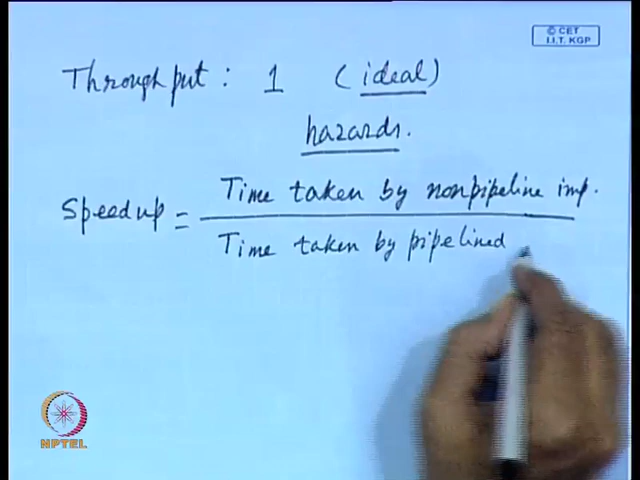 © CET
I.I.T. KGP
Throughput : 1 (ideal)
hazards.
Speedup = Time taken by nonpipeline imp.
Time taken by pipelined
NPTEL